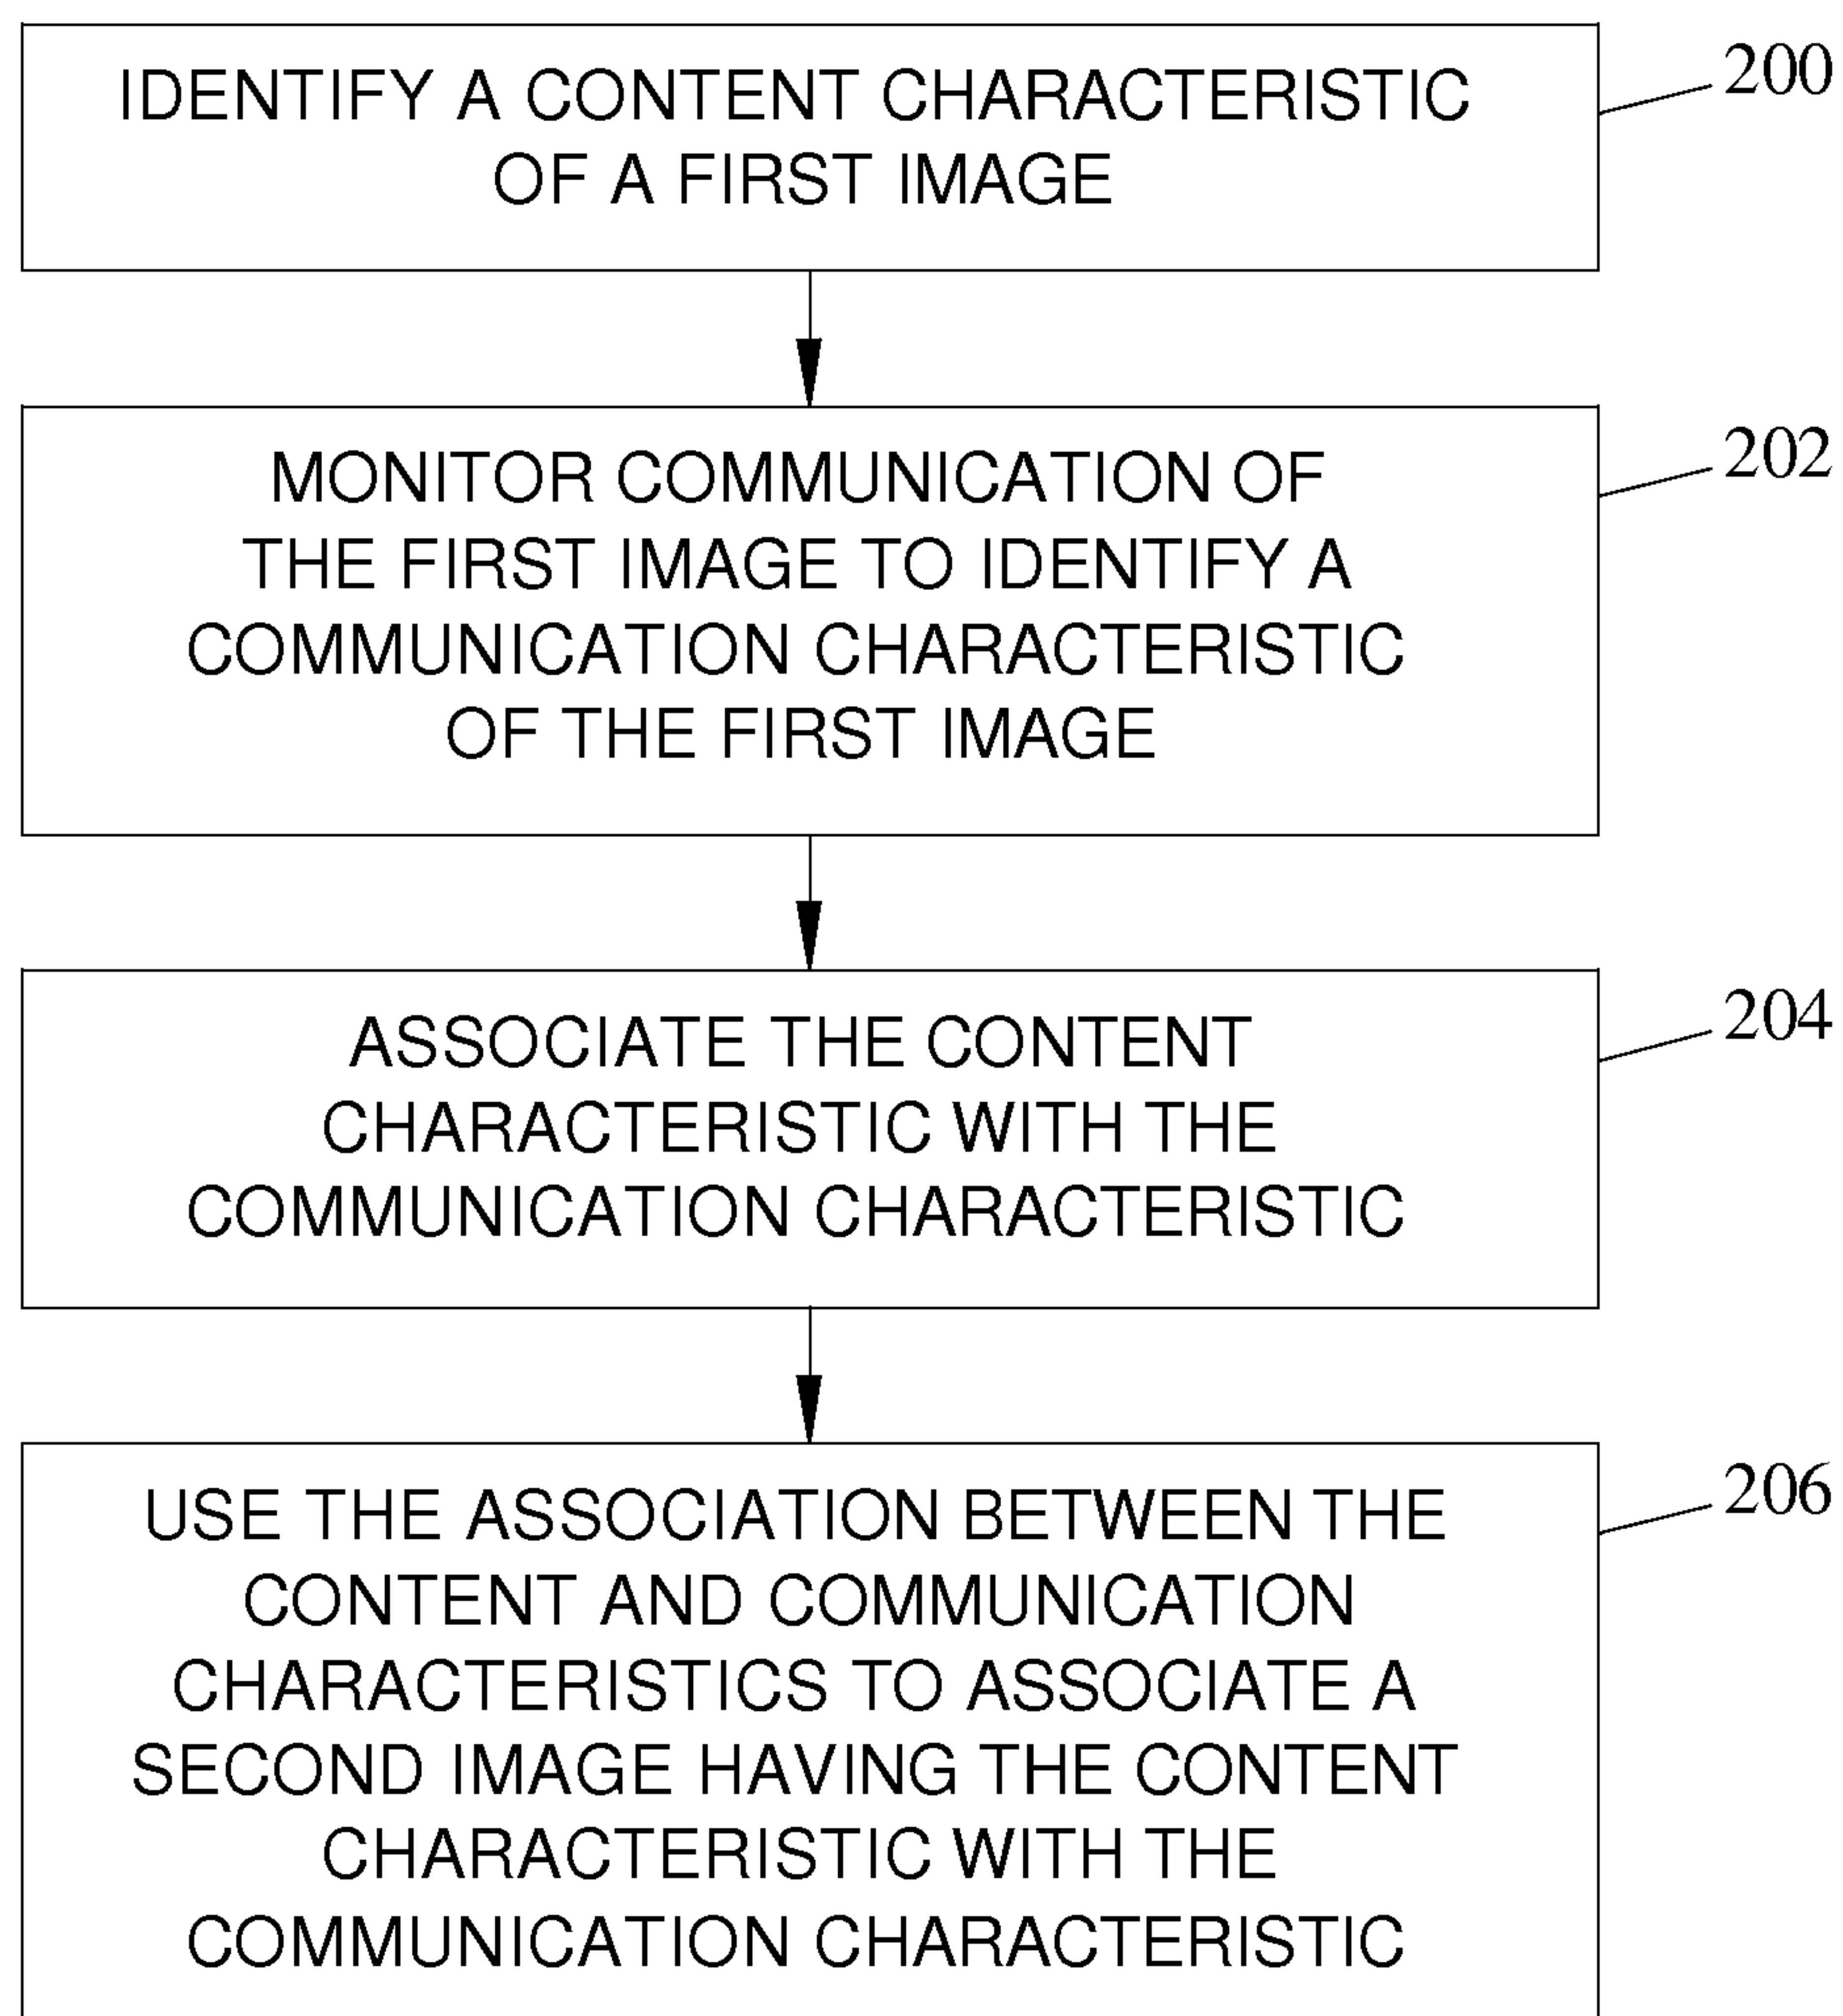 IDENTIFY A CONTENT CHARACTERISTIC
OF A FIRST IMAGE
200
MONITOR COMMUNICATION OF
THE FIRST IMAGE TO IDENTIFY A
COMMUNICATION CHARACTERISTIC
OF THE FIRST IMAGE
202
ASSOCIATE THE CONTENT
CHARACTERISTIC WITH THE
COMMUNICATION CHARACTERISTIC
204
USE THE ASSOCIATION BETWEEN THE
CONTENT AND COMMUNICATION
CHARACTERISTICS TO ASSOCIATE A
SECOND IMAGE HAVING THE CONTENT
CHARACTERISTIC WITH THE
COMMUNICATION CHARACTERISTIC
206